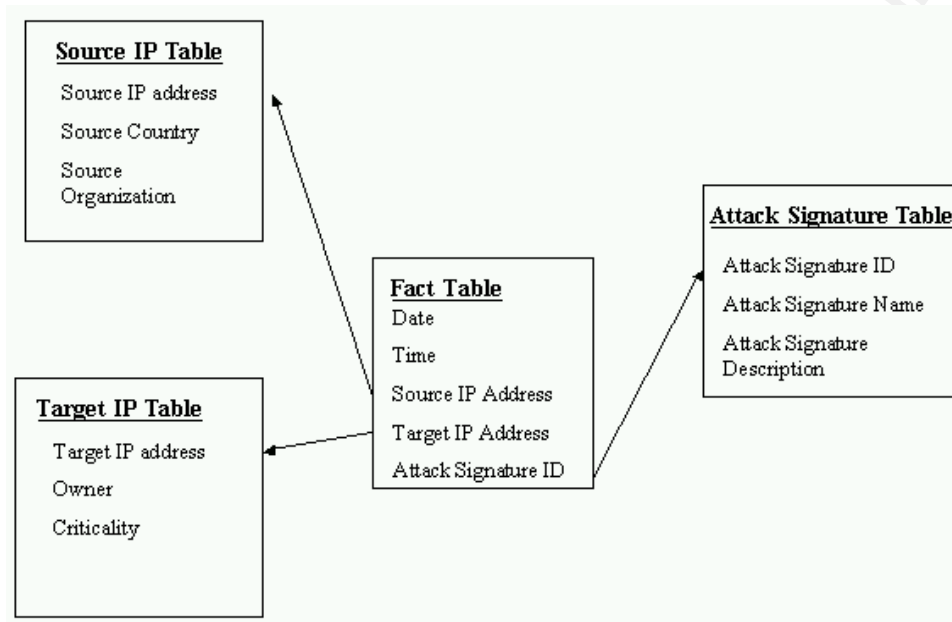 Source IP Table
Source IP address
Source Country
Source
Organization
Target IP Table
Target IP address
Owner
Criticality
Fact Table
Date
Time
Source IP Address
Target IP Address
Attack Signature ID
Attack Signature Table
Attack Signature ID
Attack Signature Name
Attack Signature
Description